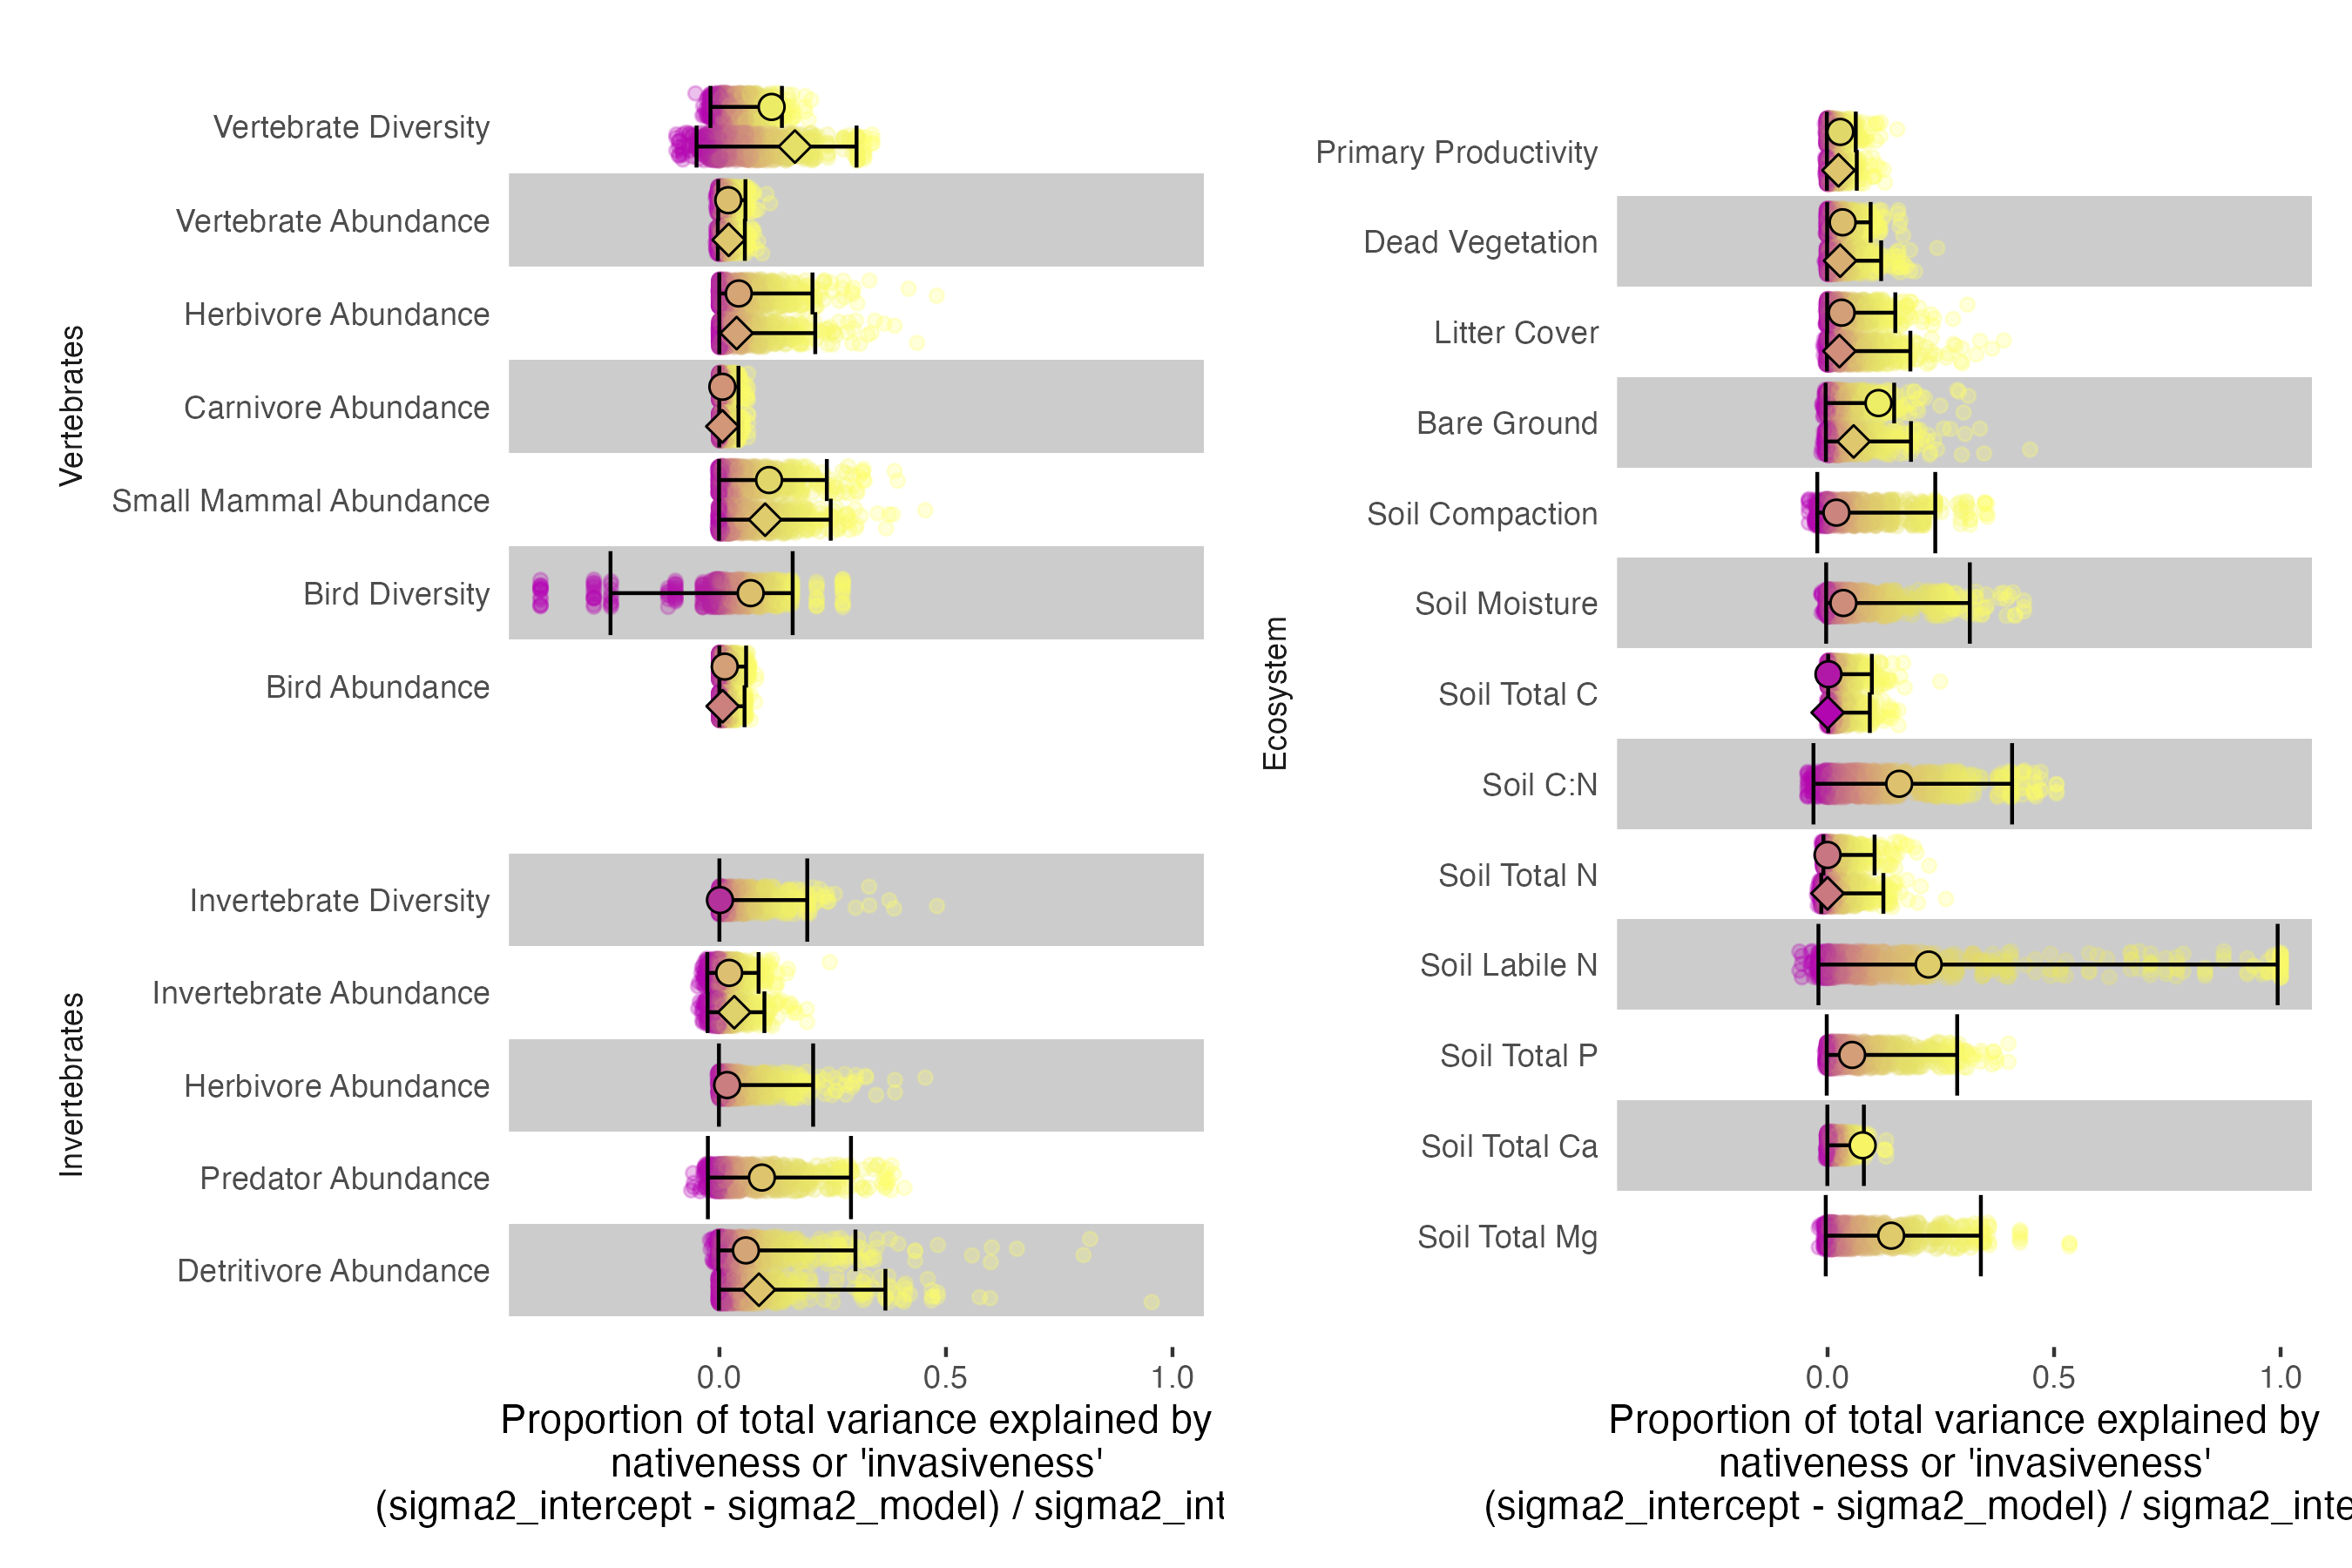 Vertebrates
Vertebrate Diversity
Vertebrate Abundance
Herbivore Abundance
Carnivore Abundance
Small Mammal Abundance
Bird Diversity
Bird Abundance
Invertebrates
Invertebrate Diversity
Invertebrate Abundance
Herbivore Abundance
Predator Abundance
Detritivore Abundance
0.0 0.5 1.0
Proportion of total variance explained by
nativeness or 'invasiveness'
(sigma2_intercept - sigma2_model) / sigma2_int
Ecosystem
Primary Productivity
Dead Vegetation
Litter Cover
Bare Ground
Soil Compaction
Soil Moisture
Soil Total C
Soil C:N
Soil Total N
Soil Labile N
Soil Total P
Soil Total Ca
Soil Total Mg
0.0 0.5 1.0
Proportion of total variance explained by
nativeness or 'invasiveness'
(sigma2_intercept - sigma2_model) / sigma2_inte